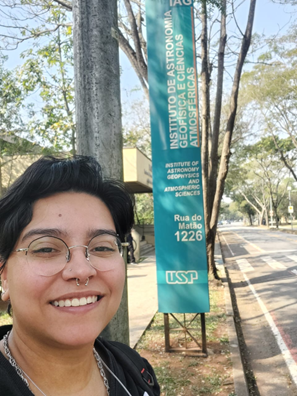 IAG
INSTITUTO DE ASTRONOMIA
GEOFÍSICA E CIÊNCIAS
ATMOSFÉRICAS
INSTITUTE OF
ASTRONOMY
GEOPHYSICS AND
ATMOSPHERIC
SCIENCES
Rua do
Matão
1226
USP